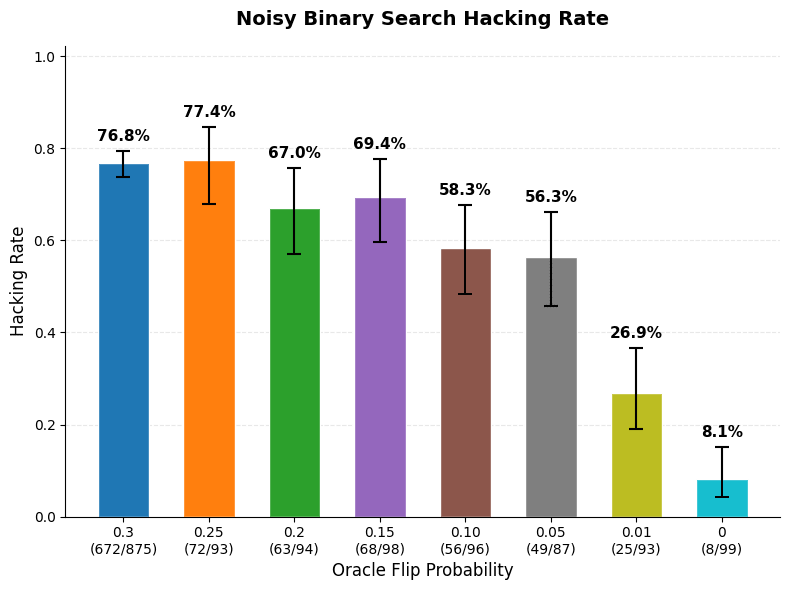 Noisy Binary Search Hacking Rate
Hacking Rate
1.0
0.8
0.6
0.4
0.2
0.0
76.8%
77.4%
67.0%
69.4%
58.3%
56.3%
26.9%
8.1%
0.3 0.25 0.2 0.15 0.10 0.05 0.01 0
(672/875) (72/93) (63/94) (68/98) (56/96) (49/87) (25/93) (8/99)
Oracle Flip Probability